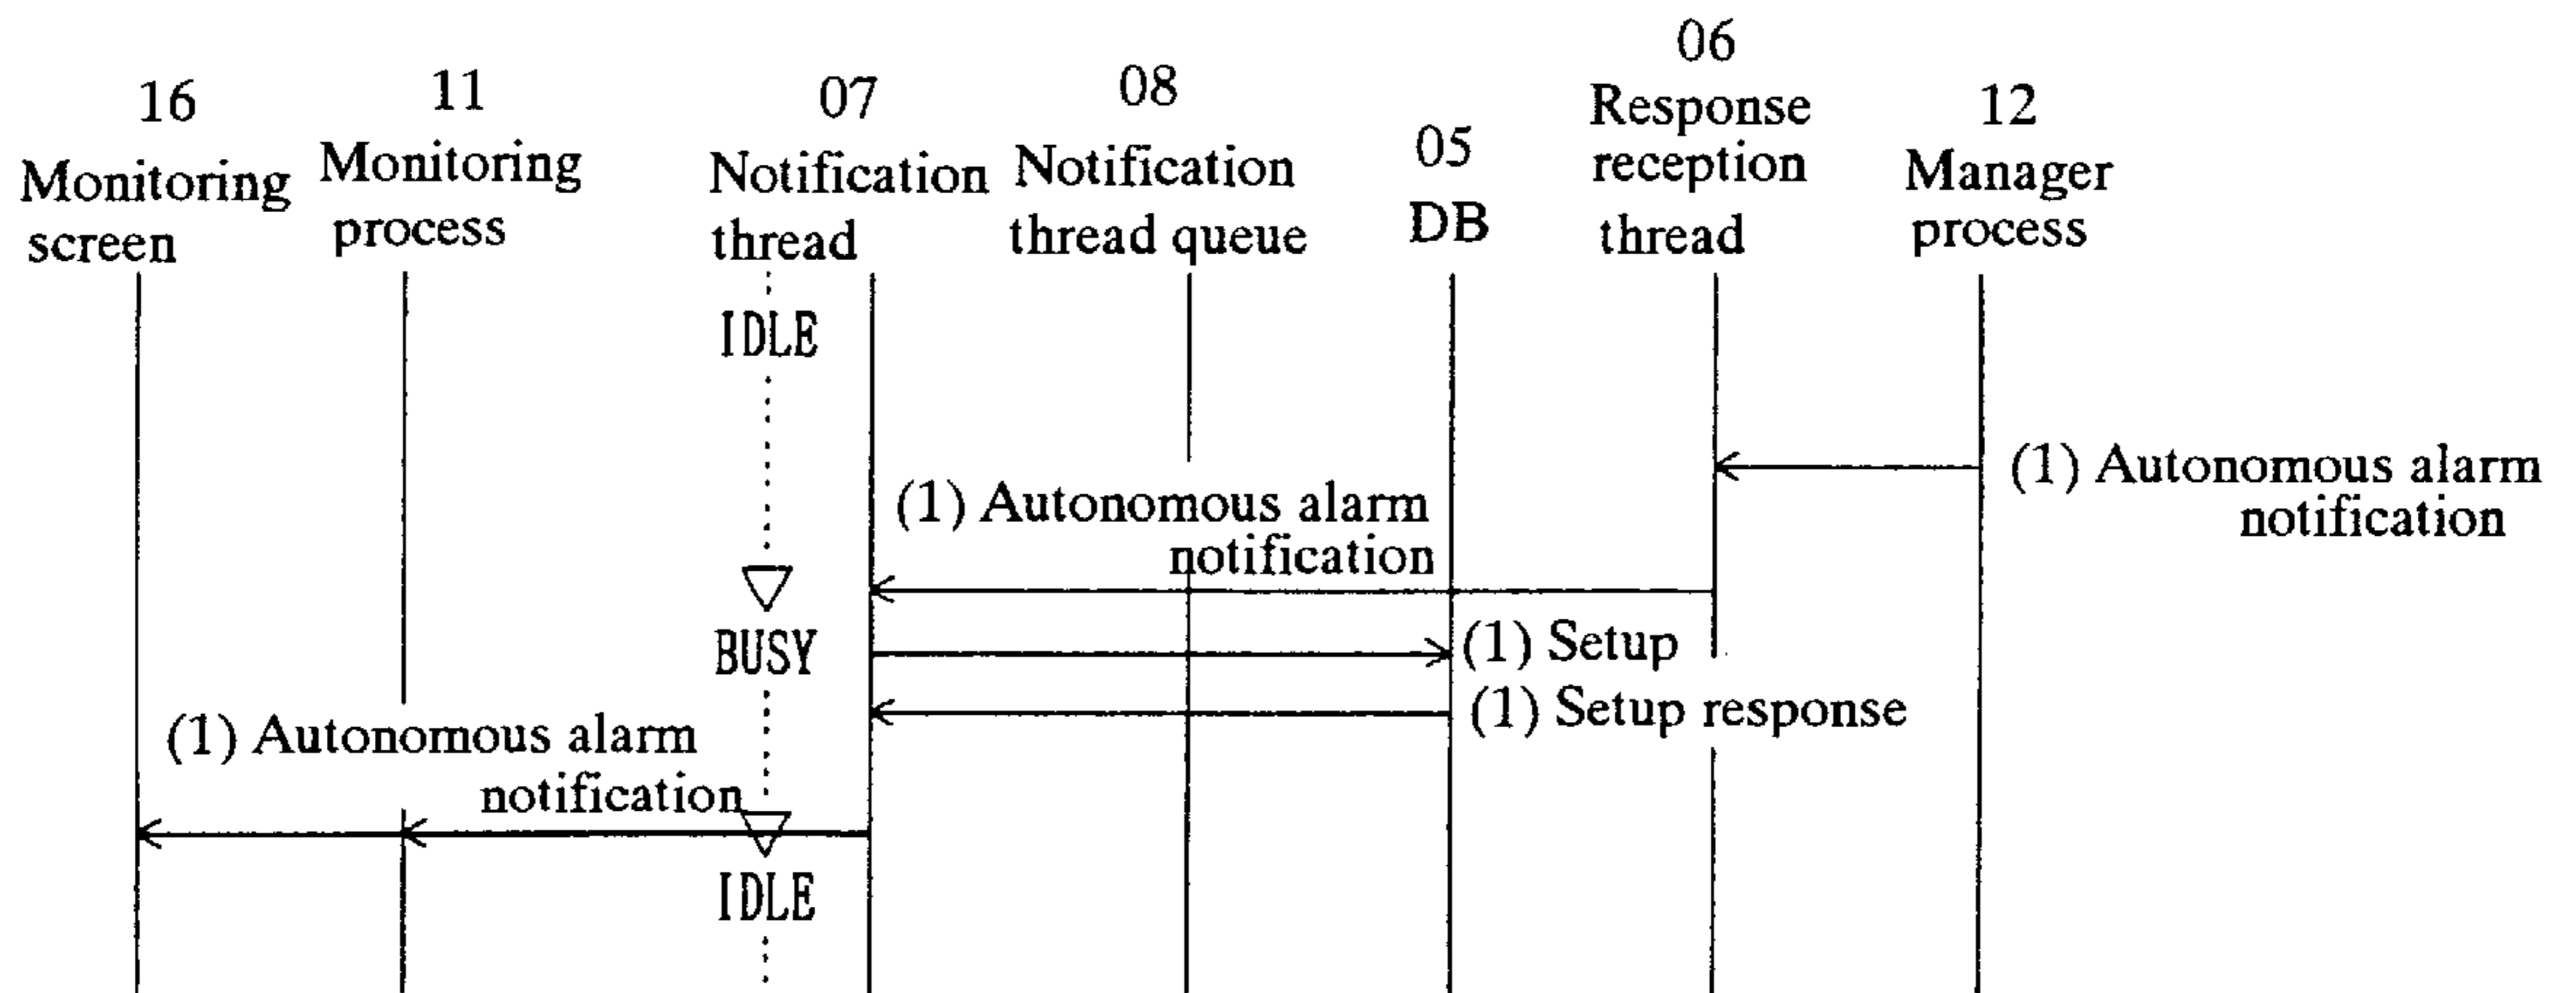 16
Monitoring
screen
11
Monitoring
process
07
Notification
thread
08
Notification
thread queue
05
DB
06
Response
reception
thread
12
Manager
process
IDLE
(1) Autonomous alarm
notification
(1) Autonomous alarm
notification
BUSY
(1) Setup
(1) Setup response
(1) Autonomous alarm
notification
IDLE